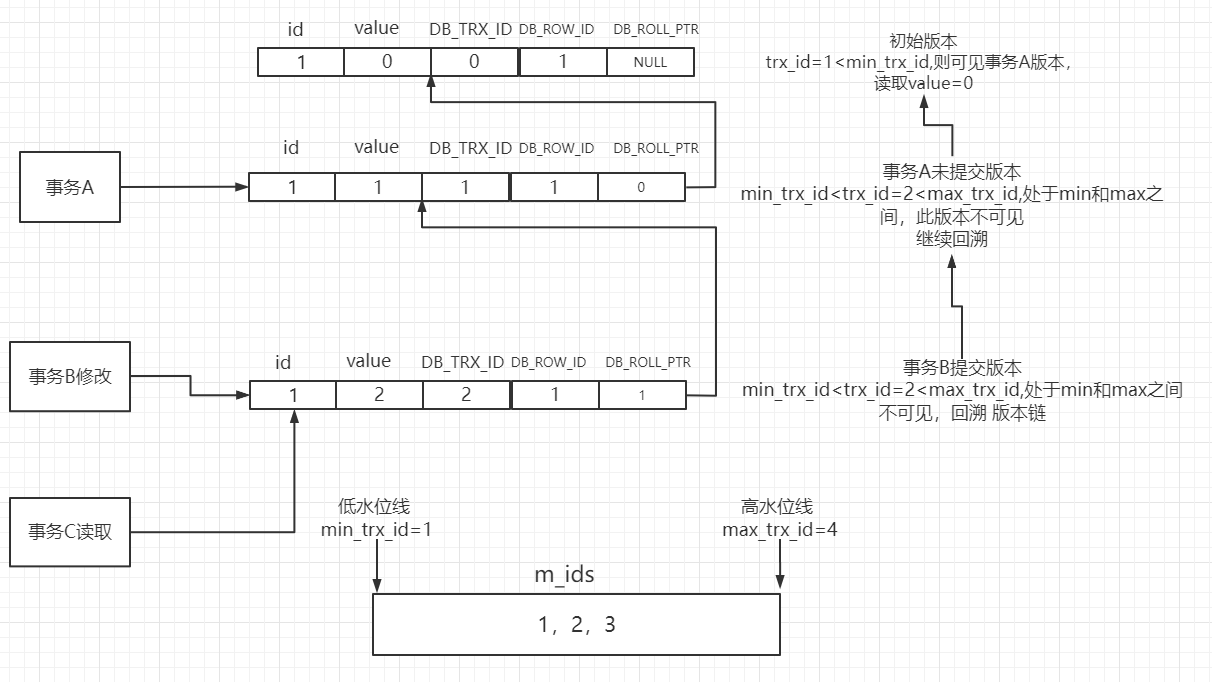 id value DB_TRX_ID DB_ROW_ID DB_ROLL_PTR
1 0 0 1 NULL
初始版本
trx_id=1<min_trx_id,则可见事务A版本，
读取value=0
id value DB_TRX_ID DB_ROW_ID DB_ROLL_PTR
事务A
1 1 1 1 0
事务A未提交版本
min_trx_id<trx_id=2<max_trx_id,处于min和max之
间，此版本不可见
继续回溯
id value DB_TRX_ID DB_ROW_ID DB_ROLL_PTR
事务B修改
1 2 2 1 1
事务B提交版本
min_trx_id<trx_id=2<max_trx_id,处于min和max之间
不可见，回溯 版本链
事务C读取
低水位线
min_trx_id=1
高水位线
max_trx_id=4
m_ids
1，2，3